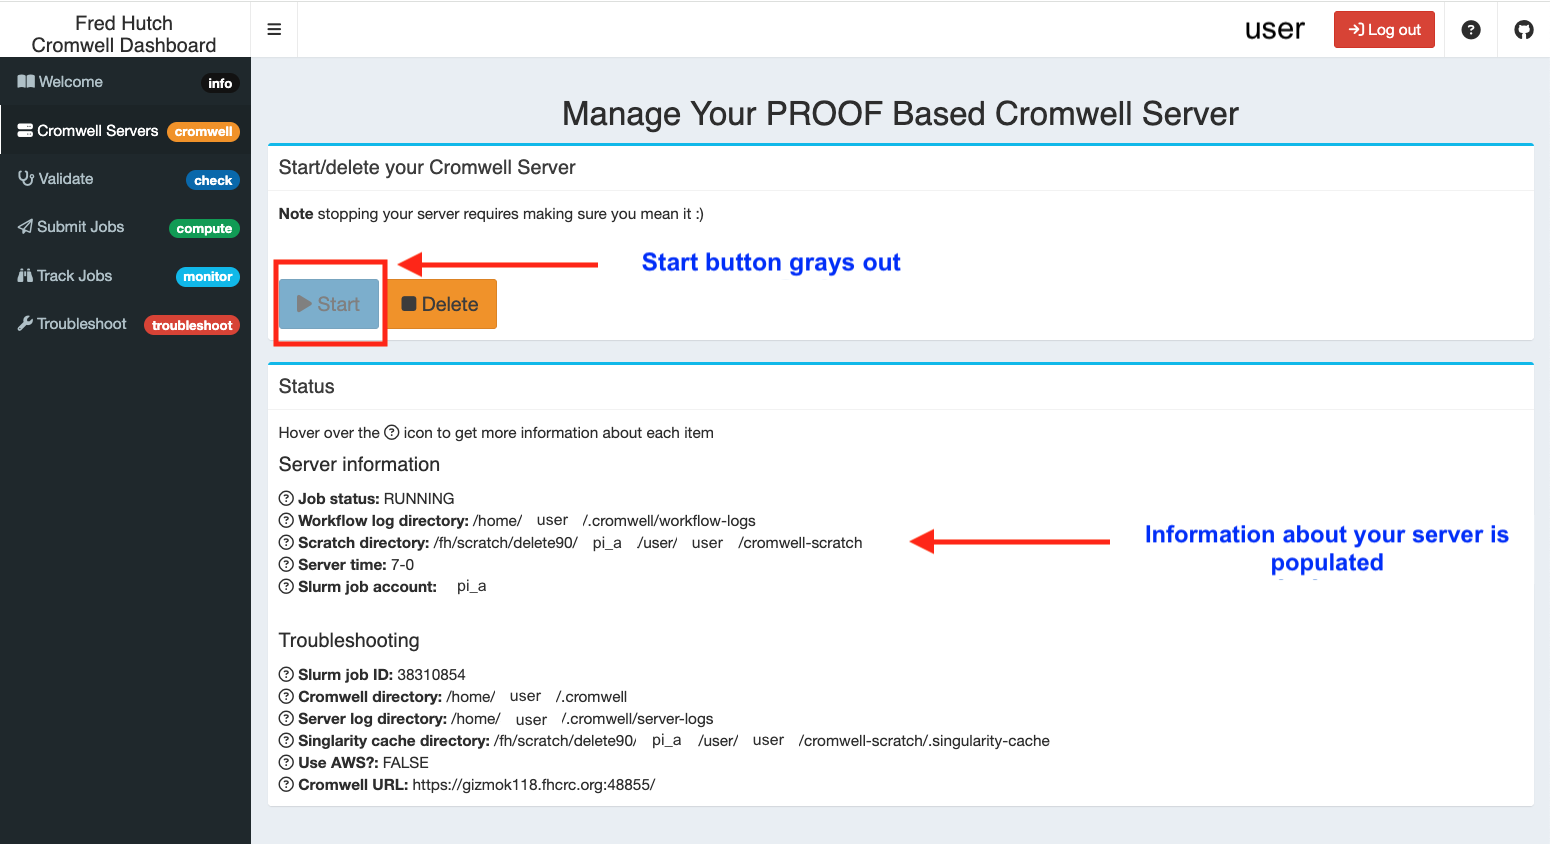 Fred Hutch
Cromwell Dashboard
user
Log out
Welcome info
Cromwell Servers cromwell
Validate check
Submit Jobs compute
Track Jobs monitor
Troubleshoot troubleshoot
Manage Your PROOF Based Cromwell Server
Start/delete your Cromwell Server
Note stopping your server requires making sure you mean it :)
Start button grays out
Start Delete
Status
Hover over the ? icon to get more information about each item
Server information
Job status: RUNNING
Workflow log directory: /home/ user /.cromwell/workflow-logs
Scratch directory: /fh/scratch/delete90/ pi_a /user/ user /cromwell-scratch
Server time: 7-0
Slurm job account: pi_a
Information about your server is
populated
Troubleshooting
Slurm job ID: 38310854
Cromwell directory: /home/ user /.cromwell
Server log directory: /home/ user /.cromwell/server-logs
Singlarity cache directory: /fh/scratch/delete90/ pi_a /user/ user /cromwell-scratch/.singularity-cache
Use AWS?: FALSE
Cromwell URL: https://gizmok118.fhcrc.org:48855/